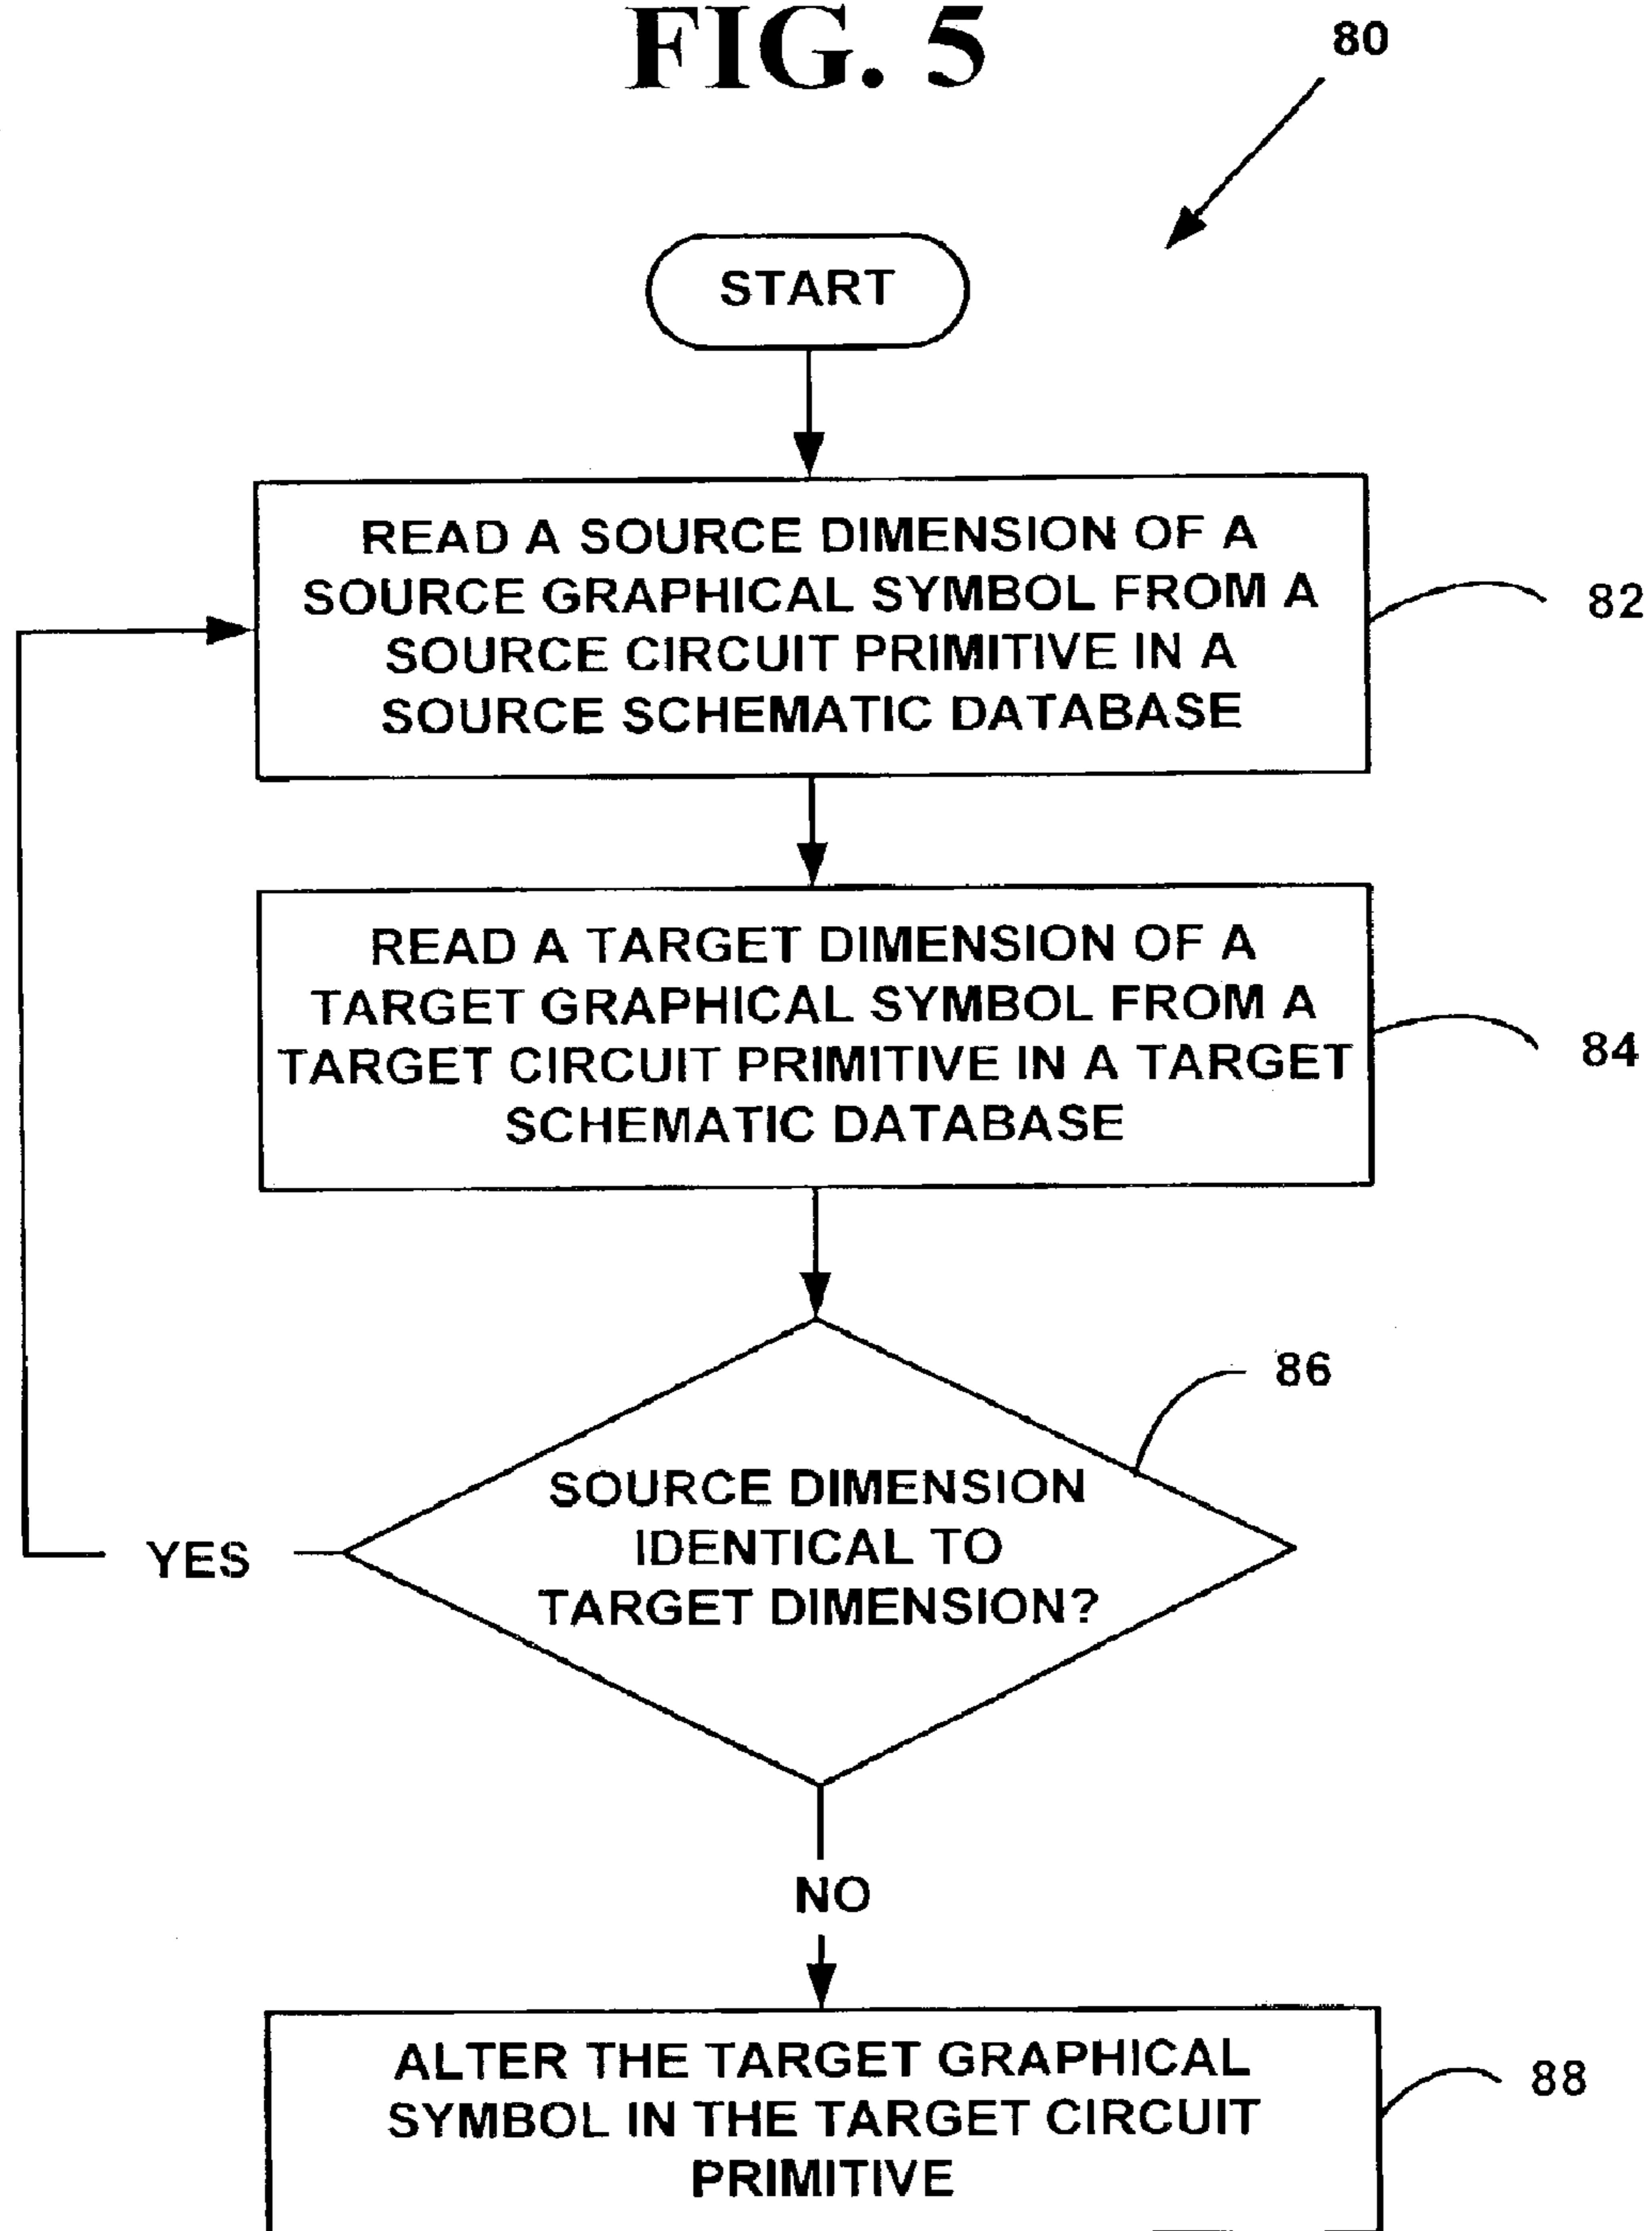 FIG. 5
80
START
READ A SOURCE DIMENSION OF A
SOURCE GRAPHICAL SYMBOL FROM A
SOURCE CIRCUIT PRIMITIVE IN A
SOURCE SCHEMATIC DATABASE
82
READ A TARGET DIMENSION OF A
TARGET GRAPHICAL SYMBOL FROM A
TARGET CIRCUIT PRIMITIVE IN A TARGET
SCHEMATIC DATABASE
84
86
SOURCE DIMENSION
IDENTICAL TO
TARGET DIMENSION?
YES
NO
ALTER THE TARGET GRAPHICAL
SYMBOL IN THE TARGET CIRCUIT
PRIMITIVE
88